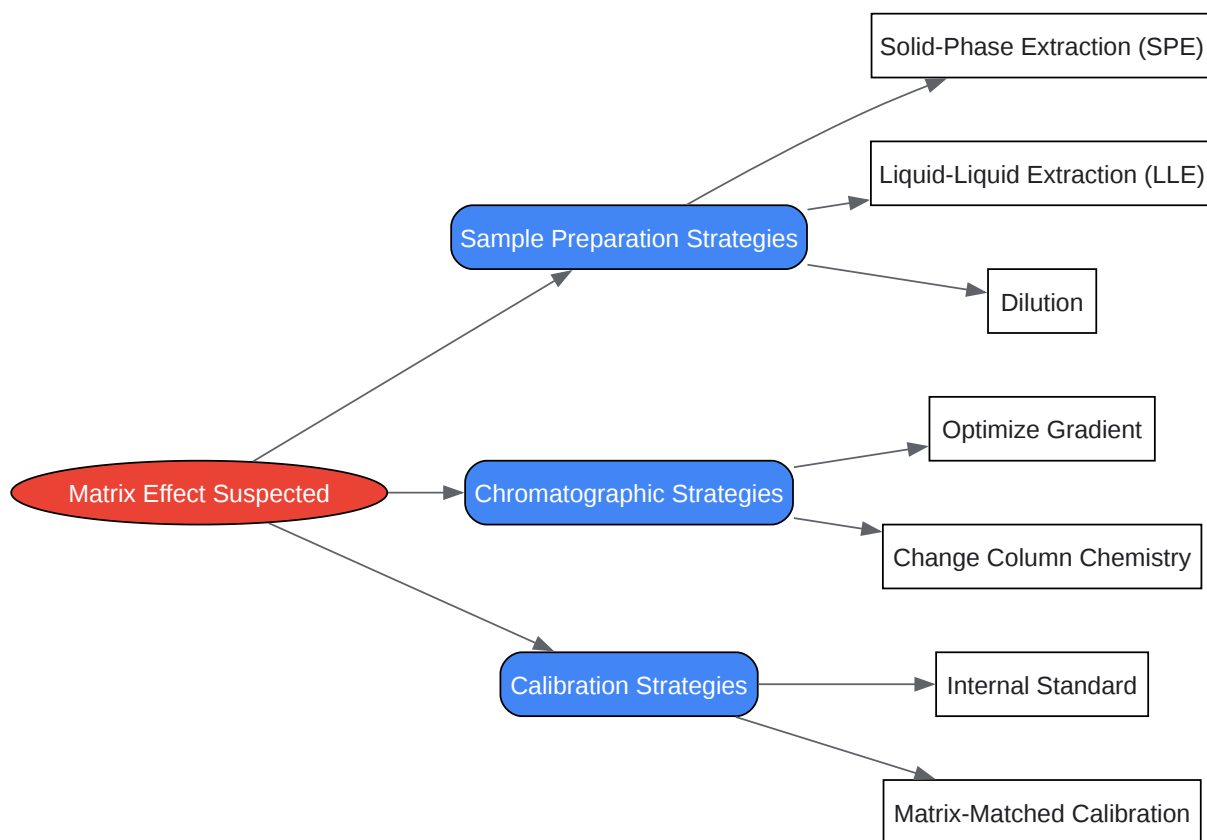 Solid-Phase Extraction (SPE)
Liquid-Liquid Extraction (LLE)
Sample Preparation Strategies
Dilution
Optimize Gradient
Matrix Effect Suspected
Chromatographic Strategies
Change Column Chemistry
Calibration Strategies
Internal Standard
Matrix-Matched Calibration